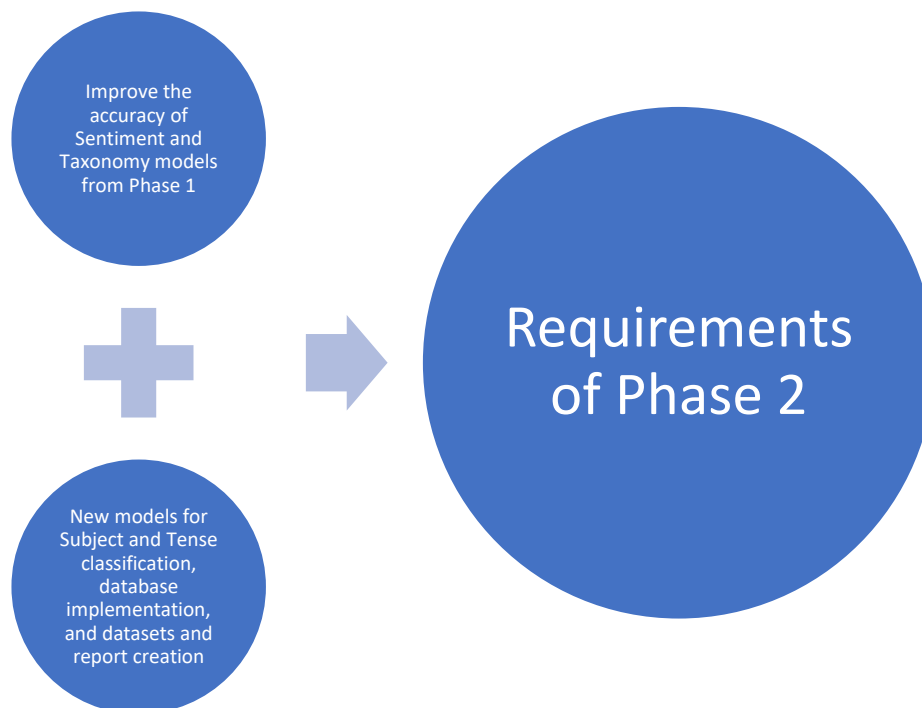 Improve the
accuracy of
Sentiment and
Taxonomy models
from Phase 1
New models for
Subject and Tense
classification,
database
implementation,
and datasets and
report creation
Requirements
of Phase 2